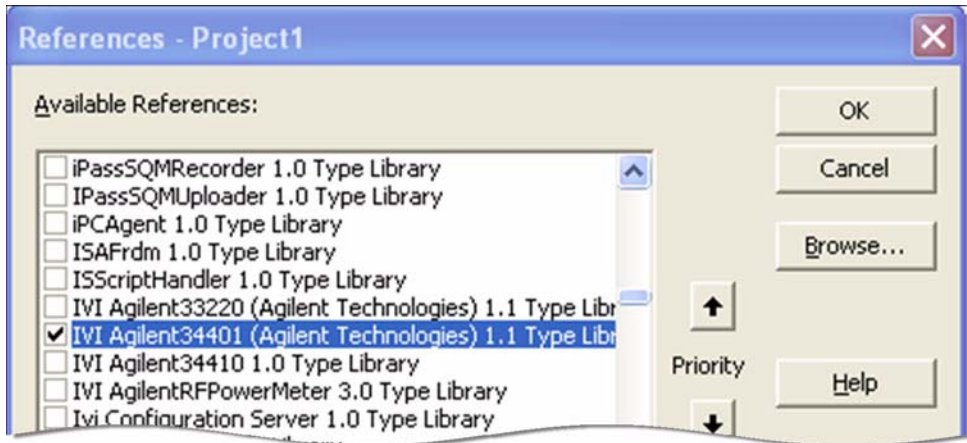 References - Project1
Available References:
iPassSQMRecorder 1.0 Type Library
IPassSQMUploader 1.0 Type Library
iPCAgent 1.0 Type Library
ISAFrdm 1.0 Type Library
ISScriptHandler 1.0 Type Library
IVI Agilent33220 (Agilent Technologies) 1.1 Type Libr
IVI Agilent34401 (Agilent Technologies) 1.1 Type Libr
IVI Agilent34410 1.0 Type Library
IVI AgilentRFPowerMeter 3.0 Type Library
Ivi Configuration Server 1.0 Type Library
OK
Cancel
Browse...
Priority
Help